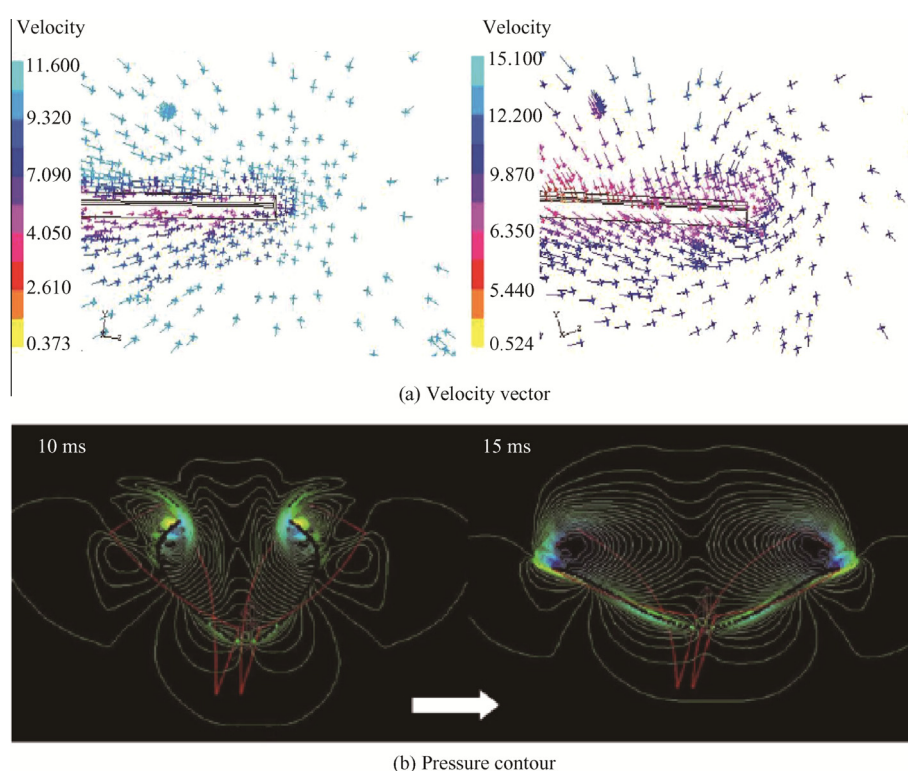 Velocity
11.600
9.320
7.090
4.050
2.610
0.373
Y
Z
Velocity
15.100
12.200
9.870
6.350
5.440
0.524
Y
Z
(a) Velocity vector
10 ms
15 ms
(b) Pressure contour